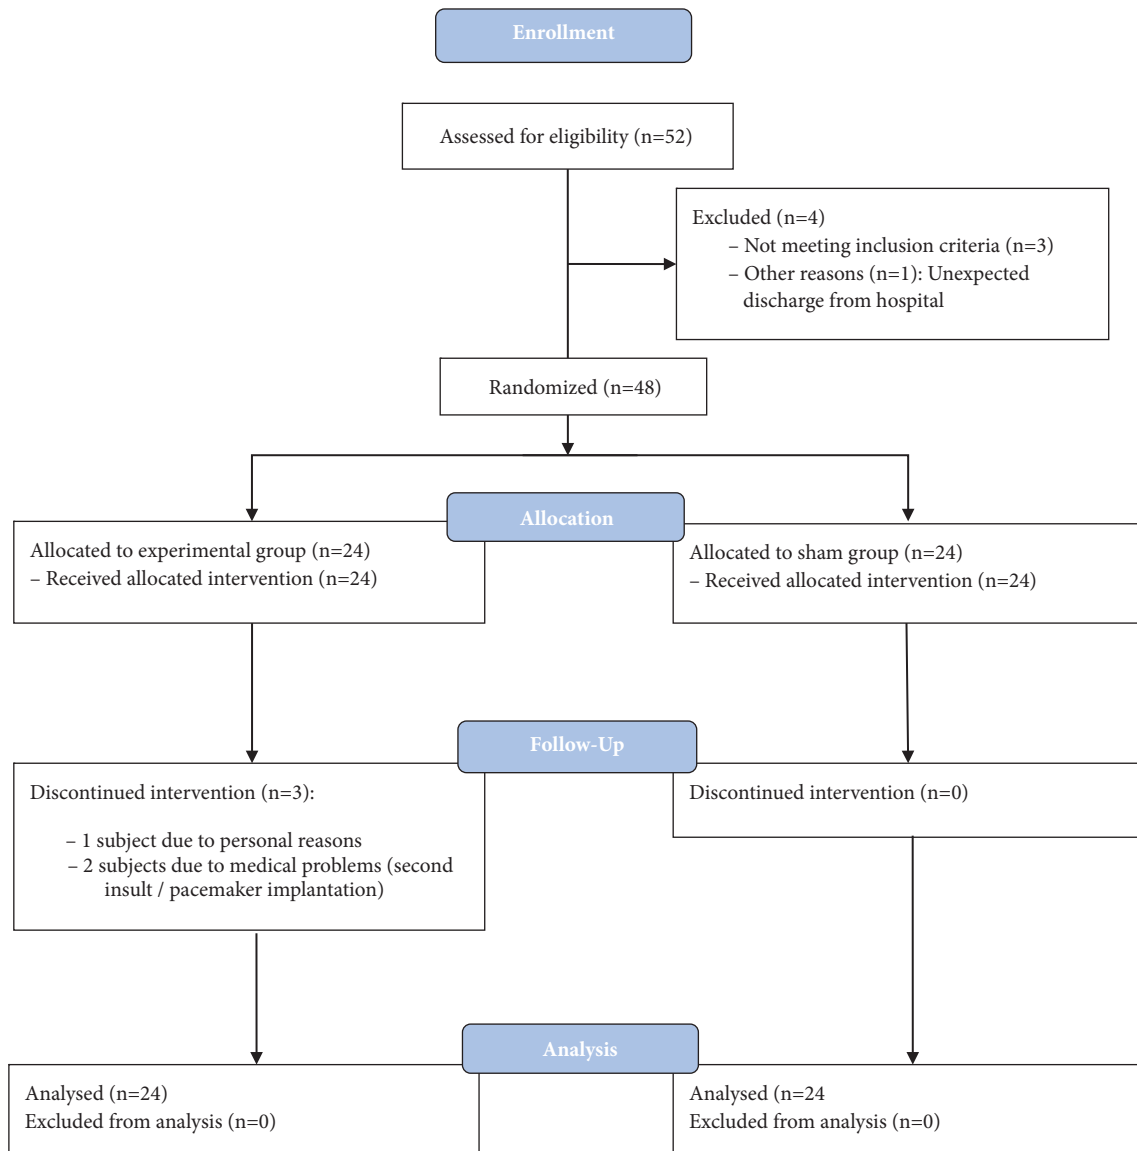 Enrollment
Assessed for eligibility (n=52)
Excluded (n=4)
– Not meeting inclusion criteria (n=3)
– Other reasons (n=1): Unexpected
discharge from hospital
Randomized (n=48)
Allocation
Allocated to experimental group (n=24)
– Received allocated intervention (n=24)
Allocated to sham group (n=24)
– Received allocated intervention (n=24)
Follow-Up
Discontinued intervention (n=3):
– 1 subject due to personal reasons
– 2 subjects due to medical problems (second
insult / pacemaker implantation)
Discontinued intervention (n=0)
Analysis
Analysed (n=24)
Excluded from analysis (n=0)
Analysed (n=24
Excluded from analysis (n=0)